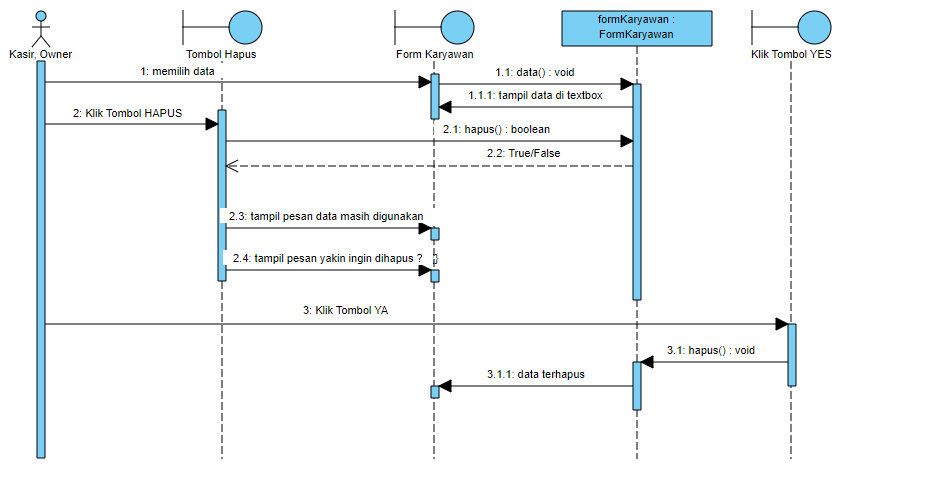 formKaryawan :
FormKaryawan
Kasir, Owner
Tombol Hapus
Form Karyawan
Klik Tombol YES
1: memilih data
1.1: data() : void
1.1.1: tampil data di textbox
2: Klik Tombol HAPUS
2.1: hapus() : boolean
2.2: True/False
2.3: tampil pesan data masih digunakan
2.4: tampil pesan yakin ingin dihapus ?
3: Klik Tombol YA
3.1: hapus() : void
3.1.1: data terhapus